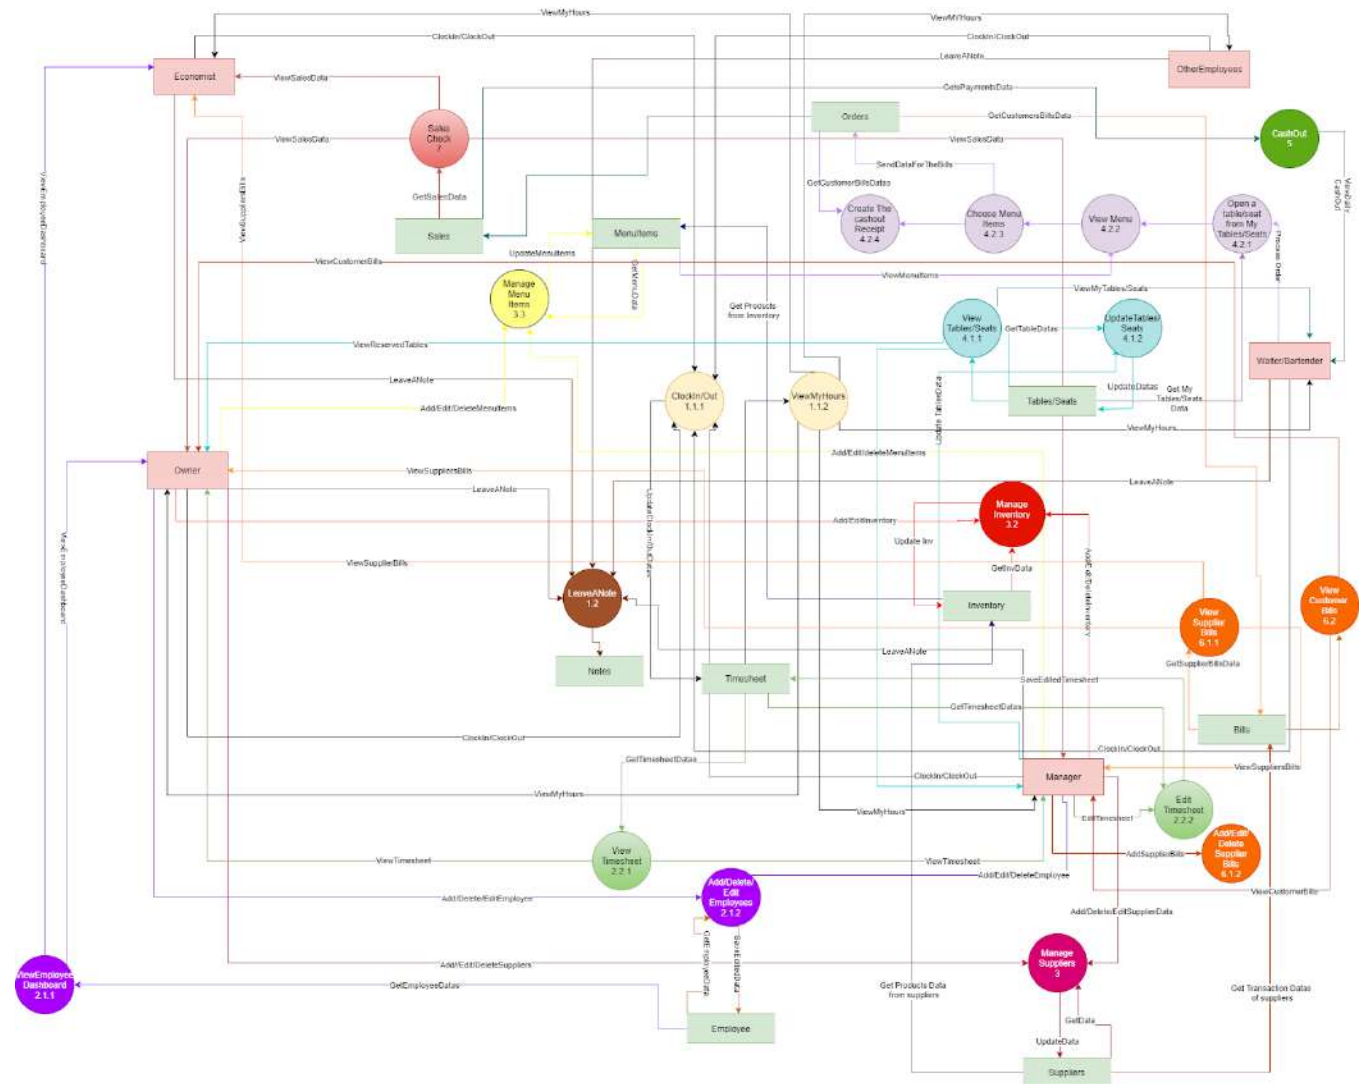 ViewMyHours
ViewMYHours
ClockIn/ClockOut
ClockIn/ClockOut
LeaveANote
Economist
OtherEmployees
ViewSalesData
GetsPaymentsData
Orders
GetCustomersBillsData
Sales
Check
7
CashOut
5
ViewSalesData
ViewSalesData
SendDataForTheBills
ViewDaily
CashOut
GetCustomerBillsDatas
GetSalesData
ViewEmployeeDashboard
ViewSuppliersBills
Create The
cashout
Receipt
4.2.4
Choose Menu
Items
4.2.3
View Menu
4.2.2
Open a
table/seat
from My
Tables/Seats
4.2.1
Process Order
Sales
MenuItems
UpdateMenuItems
ViewCustomerBills
GetMenuData
ViewMenuItems
Manage
Menu
Items
3.3
Get Products
from Inventory
ViewMyTables/Seats
View
Tables/Seats
4.1.1
GetTableDatas
UpdateTables/
Seats
4.1.2
ViewReservedTables
Waiter/Bartender
LeaveANote
ClockIn/Out
1.1.1
ViewMyHours
1.1.2
Update Tables
Tables/Seats
UpdateDatas
Get My
Tables/Seats
Data
Add/Edit/DeleteMenuItems
ViewMyHours
Add/Edit/deleteMenuItems
Owner
ViewSuppliersBills
LeaveANote
LeaveANote
Add/EditInventory
Manage
Inventory
3.2
Update Inv
UpdateClockIn/OutDatas
ViewEmployeeDashboard
ViewSupplierBills
GetInvData
Add/Edit/DeleteInventory
LeaveANote
1.2
Inventory
View
Supplier
Bills
6.1.1
View
Customer
Bills
6.2
LeaveANote
Notes
Timesheet
SaveEditedTimesheet
GetSupplierBillsData
GetTimesheetDatas
Bills
ClockIn/ClockOut
ClockIn/ClockOut
GetTimesheetDatas
ClockIn/ClockOut
Manager
ViewSuppliersBills
ViewMyHours
ViewMyHours
EditTimesheet
Edit
Timesheet
2.2.2
View
Timesheet
2.2.1
ViewTimesheet
ViewTimesheet
AddSupplierBills
Add/Edit/
Delete
Supplier
Bills
6.1.2
Add/Edit/DeleteEmployee
ViewCustomerBills
Add/Delete/EditEmployee
Add/Delete/
Edit
Employees
2.1.2
Add/Delete/EditSupplierData
GetEmployeeData
Add/Edit/DeleteSuppliers
Manage
Suppliers
3
ViewEmployee
Dashboard
2.1.1
GetEmployeeDatas
Get Products Data
from suppliers
Get Transaction Datas
of suppliers
Employee
GetData
UpdateData
Suppliers